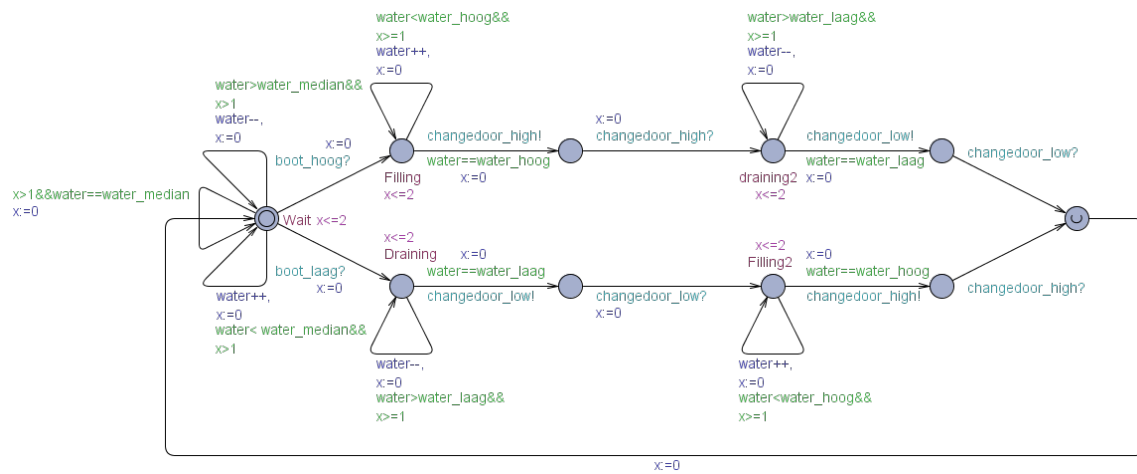 water<water_hoog&&
x>=1
water++,
x:=0
water>water_laag&&
x>=1
water--,
x:=0
water>water_median&&
x>1
water--,
x:=0
x:=0
boot_hoog?
changedoor_high!
water==water_hoog
x:=0
x:=0
changedoor_high?
changedoor_low!
water==water_laag
x:=0
changedoor_low?
Filling
x<=2
draining2
x<=2
x>1&&water==water_median
x:=0
Wait x<=2
boot_laag?
x:=0
x<=2
Draining
x:=0
water==water_laag
changedoor_low!
changedoor_low?
x:=0
x<=2
Filling2
x:=0
water==water_hoog
changedoor_high!
changedoor_high?
water++,
x:=0
water< water_median&&
x>1
water--,
x:=0
water>water_laag&&
x>=1
water++,
x:=0
water<water_hoog&&
x>=1
x:=0